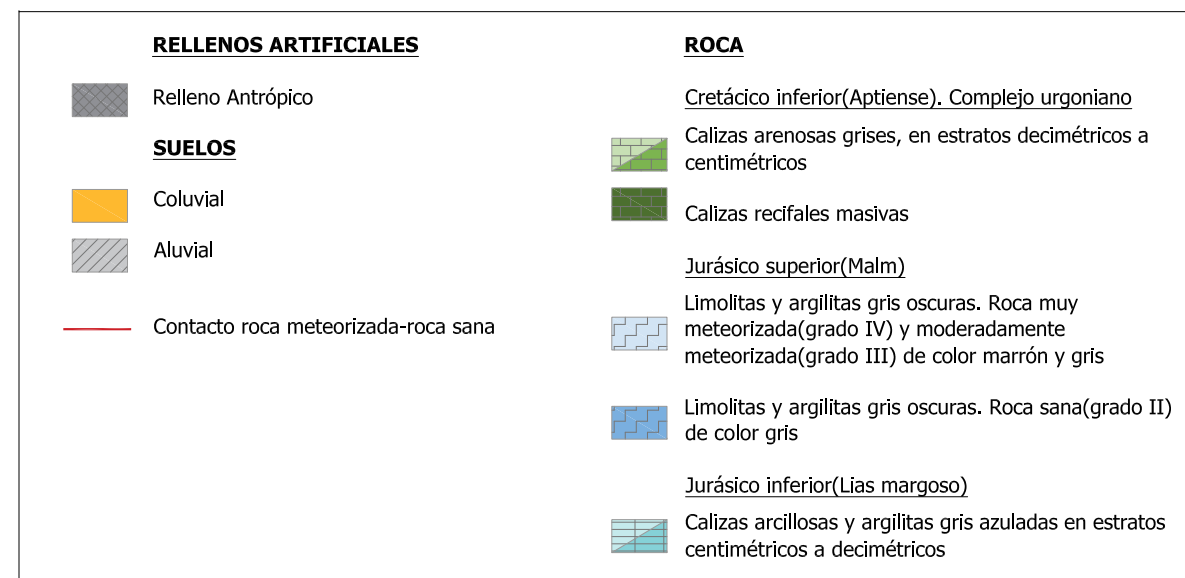 RELLENOS ARTIFICIALES
Relleno Antrópico
SUELOS
Coluvial
Aluvial
Contacto roca meteorizada-roca sana
ROCA
Cretácico inferior(Aptiense). Complejo urgoniano
Calizas arenosas grises, en estratos decimétricos a
centimétricos
Calizas recifales masivas
Jurásico superior(Malm)
Limolitas y argilitas gris oscuras. Roca muy
meteorizada(grado IV) y moderadamente
meteorizada(grado III) de color marrón y gris
Limolitas y argilitas gris oscuras. Roca sana(grado II)
de color gris
Jurásico inferior(Lias margoso)
Calizas arcillosas y argilitas gris azuladas en estratos
centimétricos a decimétricos